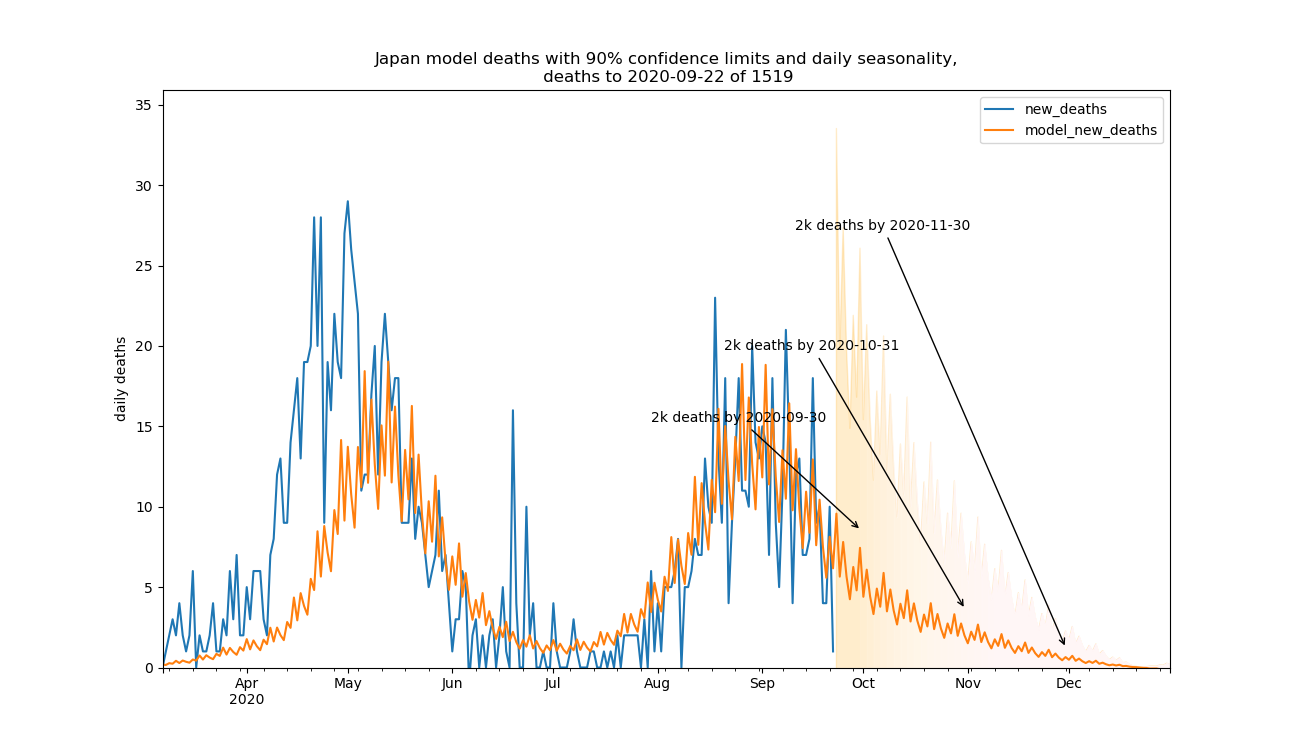 Japan model deaths with 90% confidence limits and daily seasonality,
deaths to 2020-09-22 of 1519
new_deaths
model_new_deaths
daily deaths
35
30
25
20
15
10
5
0
2k deaths by 2020-11-30
2k deaths by 2020-10-31
2k deaths by 2020-09-30
Apr May Jun Jul Aug Sep Oct Nov Dec
2020